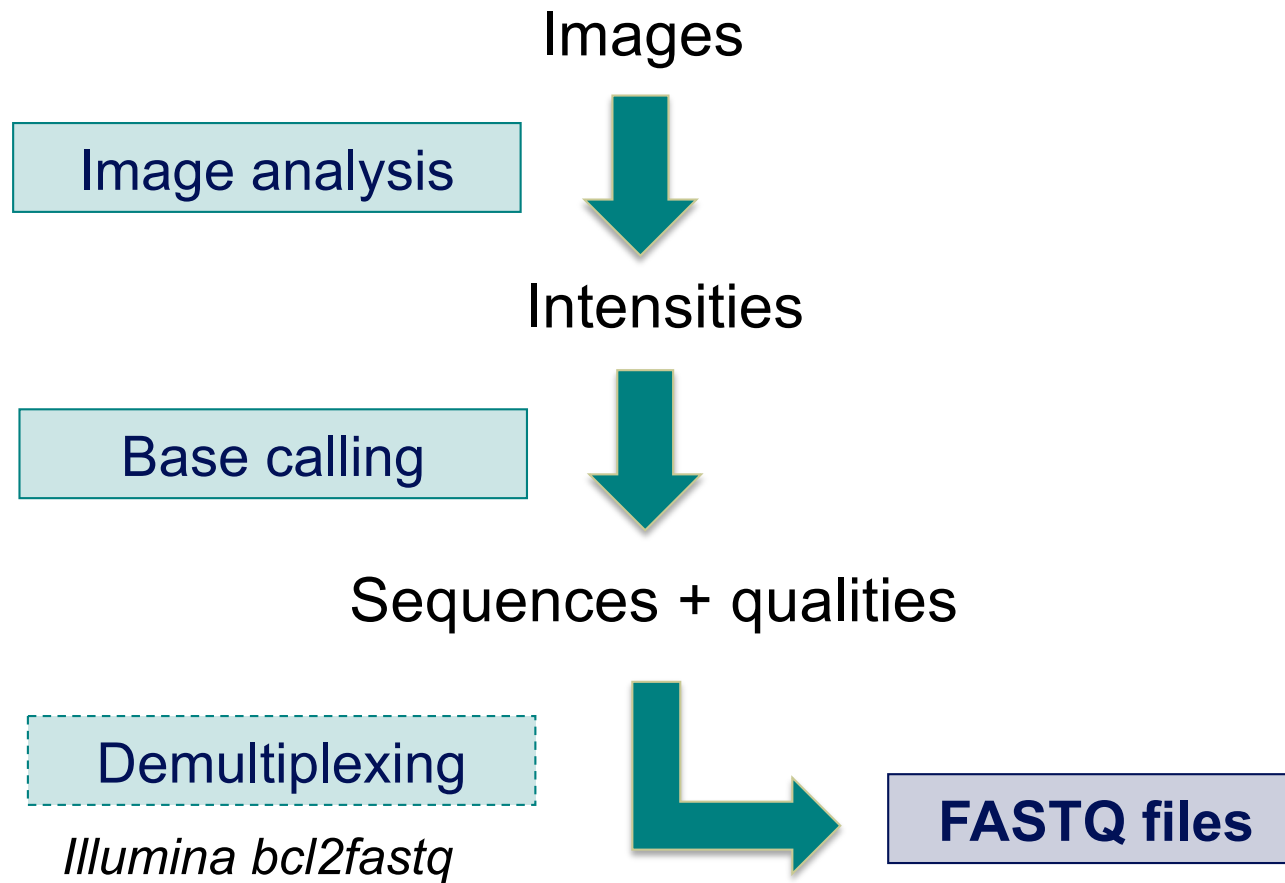 Images
Image analysis
Intensities
Base calling
Sequences + qualities
Demultiplexing
FASTQ files
Illumina bcl2fastq